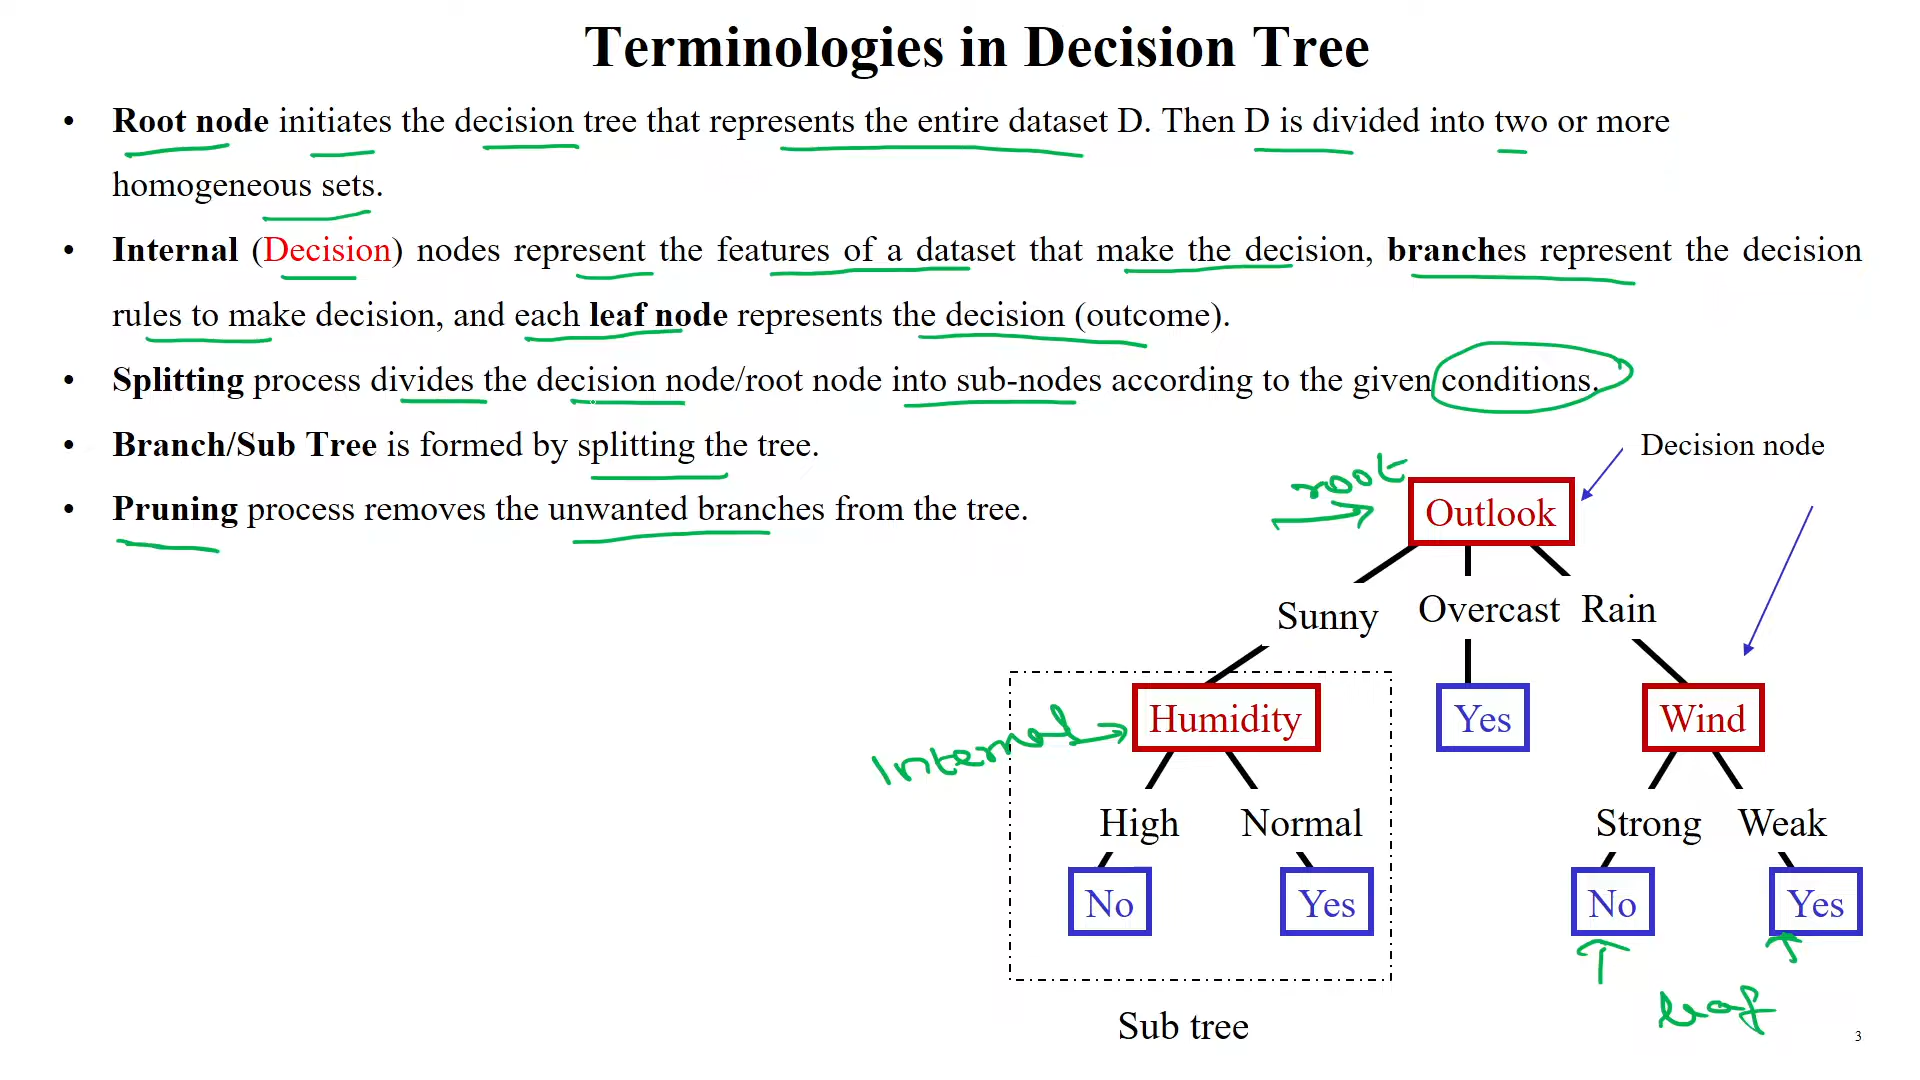 Terminologies in Decision Tree
• Root node initiates the decision tree that represents the entire dataset D. Then D is divided into two or more
homogeneous sets.
• Internal (Decision) nodes represent the features of a dataset that make the decision, branches represent the decision
rules to make decision, and each leaf node represents the decision (outcome).
• Splitting process divides the decision node/root node into sub-nodes according to the given conditions.
• Branch/Sub Tree is formed by splitting the tree.
• Pruning process removes the unwanted branches from the tree.
Decision node
root
Outlook
Sunny Overcast Rain
Internal
Humidity Yes Wind
High Normal Strong Weak
No Yes No Yes
leaf
Sub tree
3